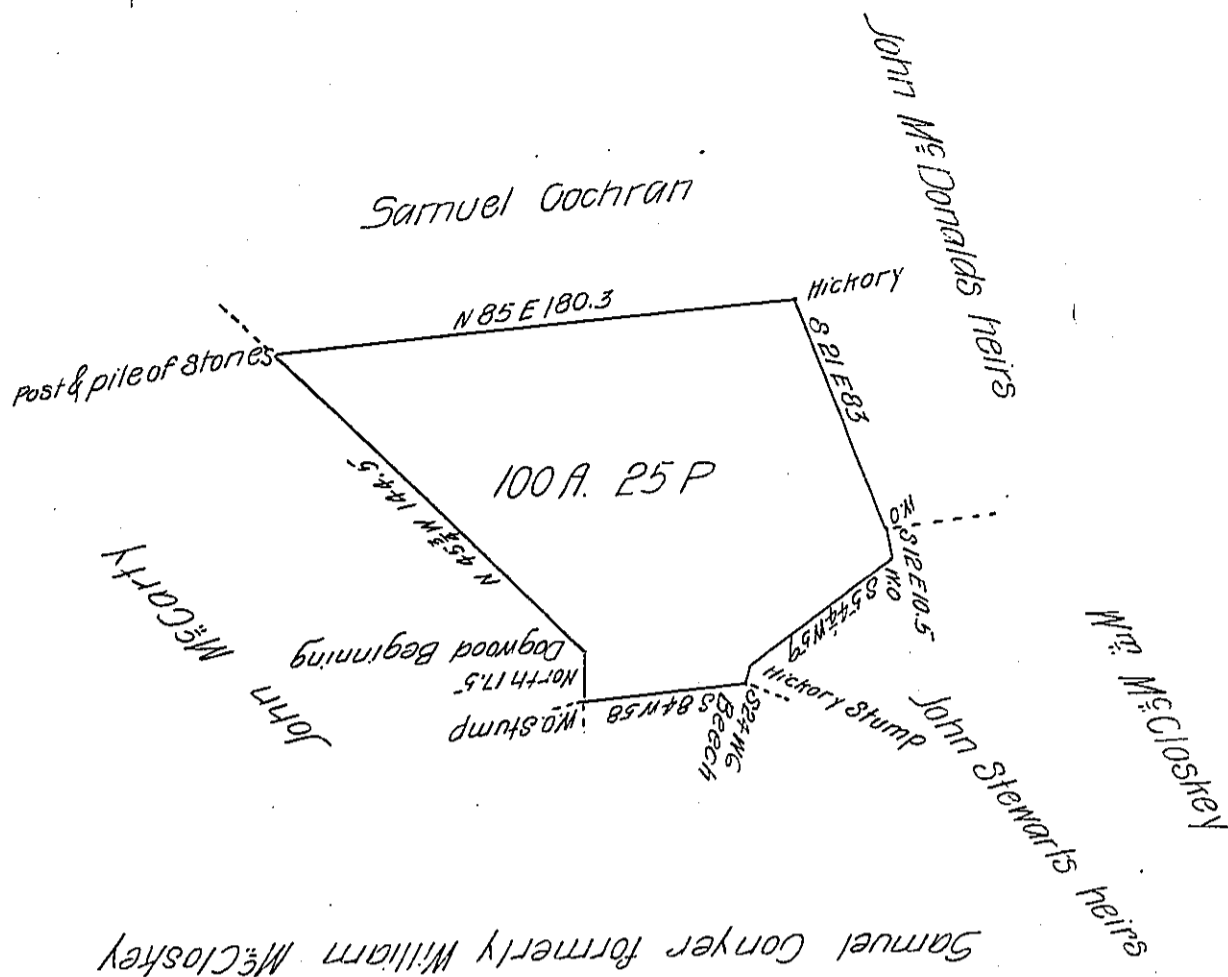 John McDonalds heirs
Samuel Cochran
Hickory
N 85 E 180.3
Post & pile of Stones
S 21 E 83
100 A. 25 P
N 45¾ W 144.5
W.O
S 12 E 10.5
W.O
S 54¼ W 59
John McCarty
Dogwood Beginning
North 17.5
W.O Stump
S 84 W 58
Beech
S 24 W 6
Hickory Stump
Wm. McCloskey
John Stewarts heirs
Samuel Conyer formerly William McCloskey